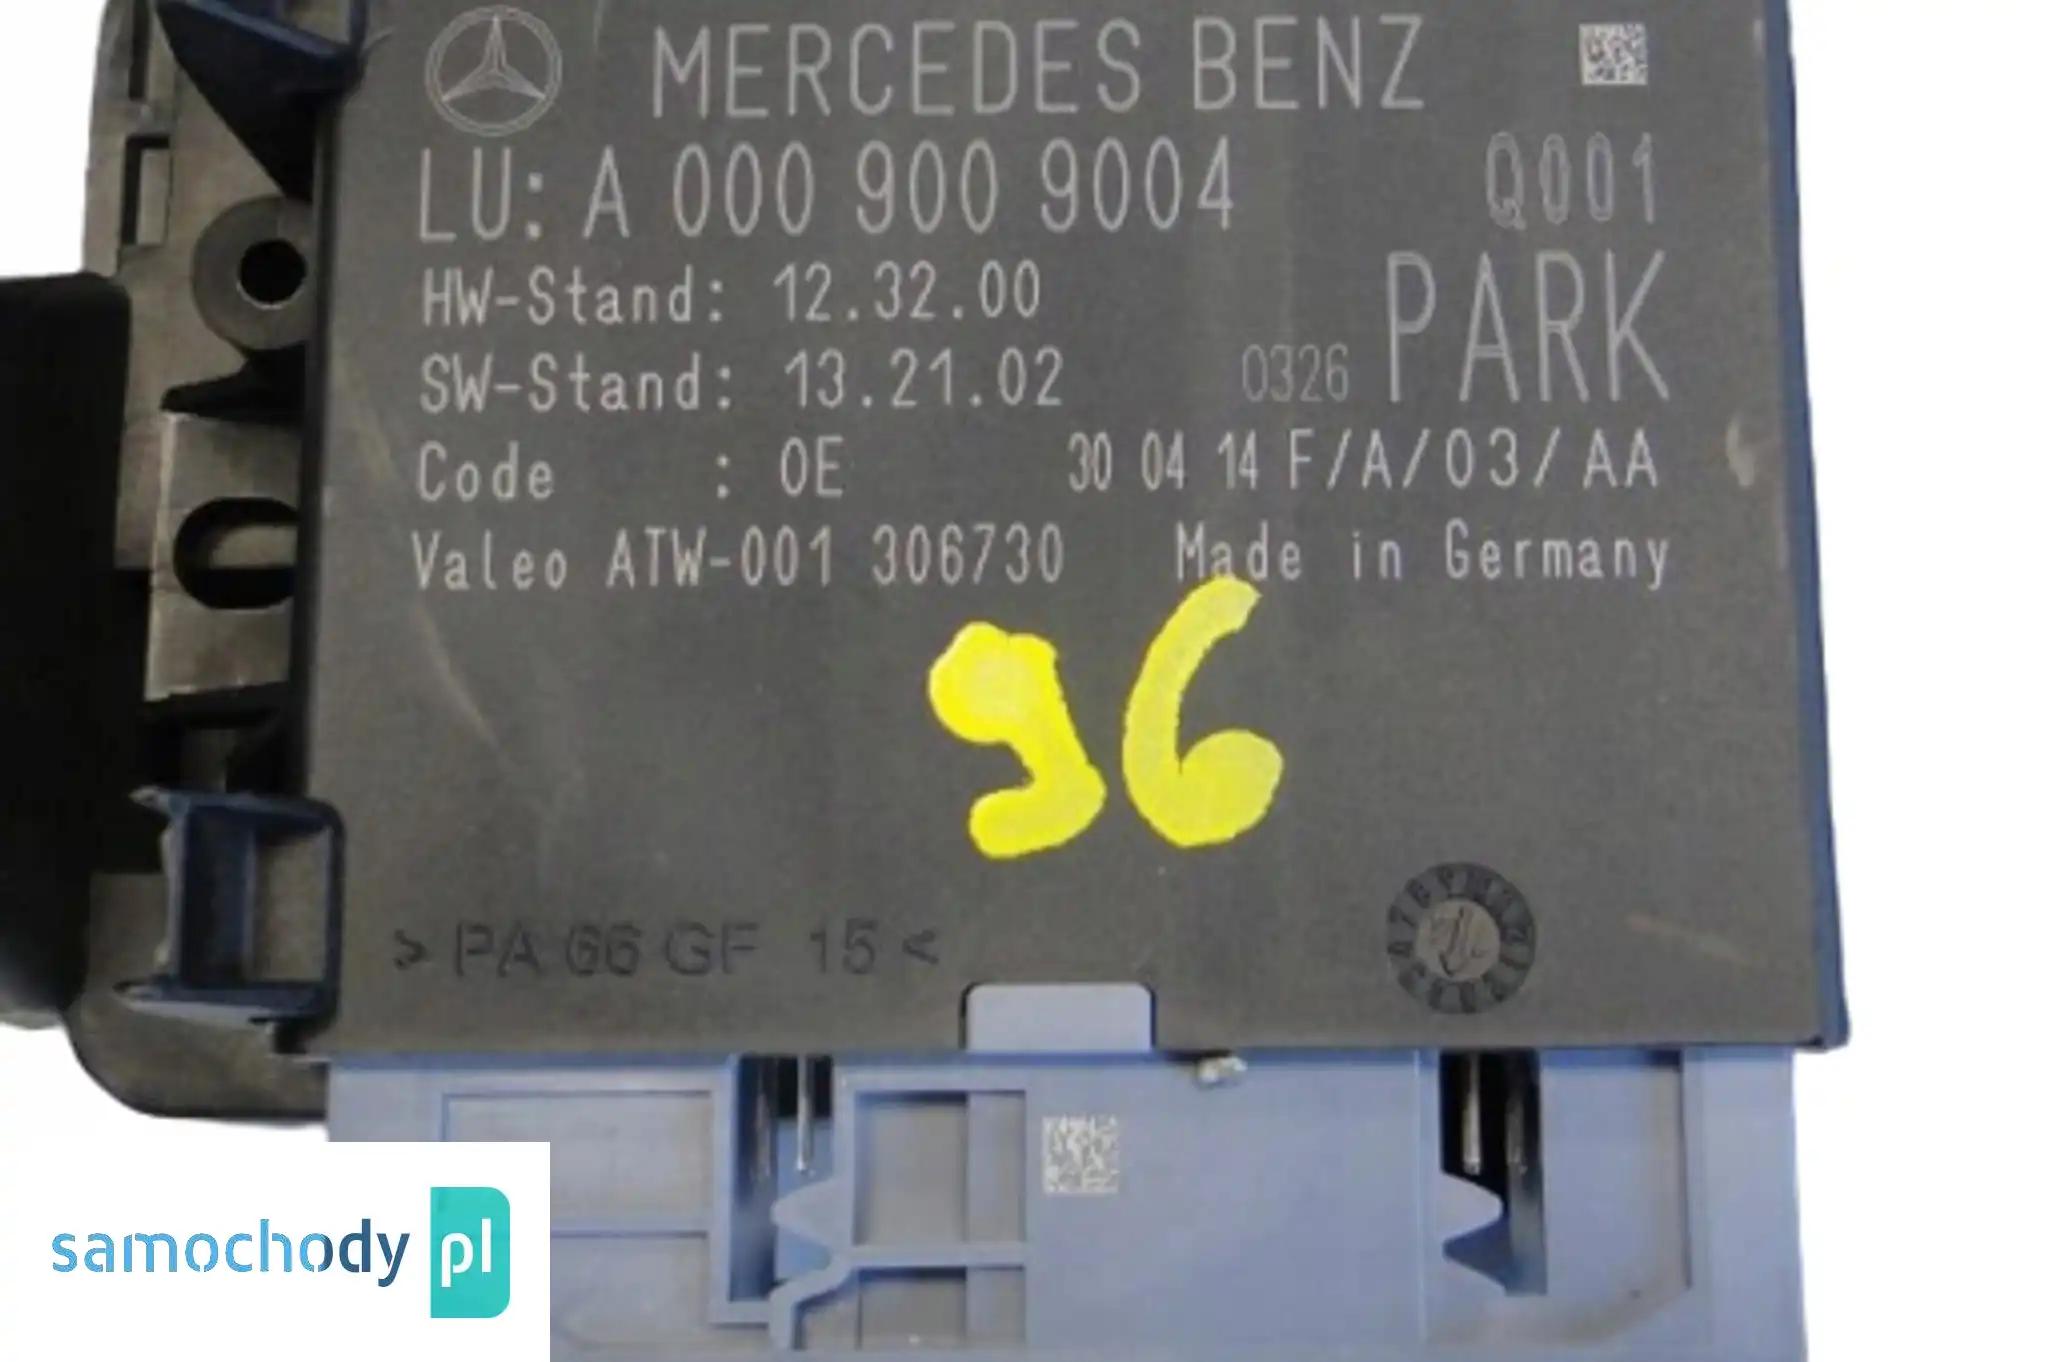 MERCEDES BENZ
LU: A 000 900 9004 Q001
HW-Stand: 12.32.00
PARK
SW-Stand: 13.21.02 0326
Code : 0E 30 04 14 F/A/03/AA
Valeo ATW-001 306730 Made in Germany
96
> PA 66 GF 15 <
samochody pl